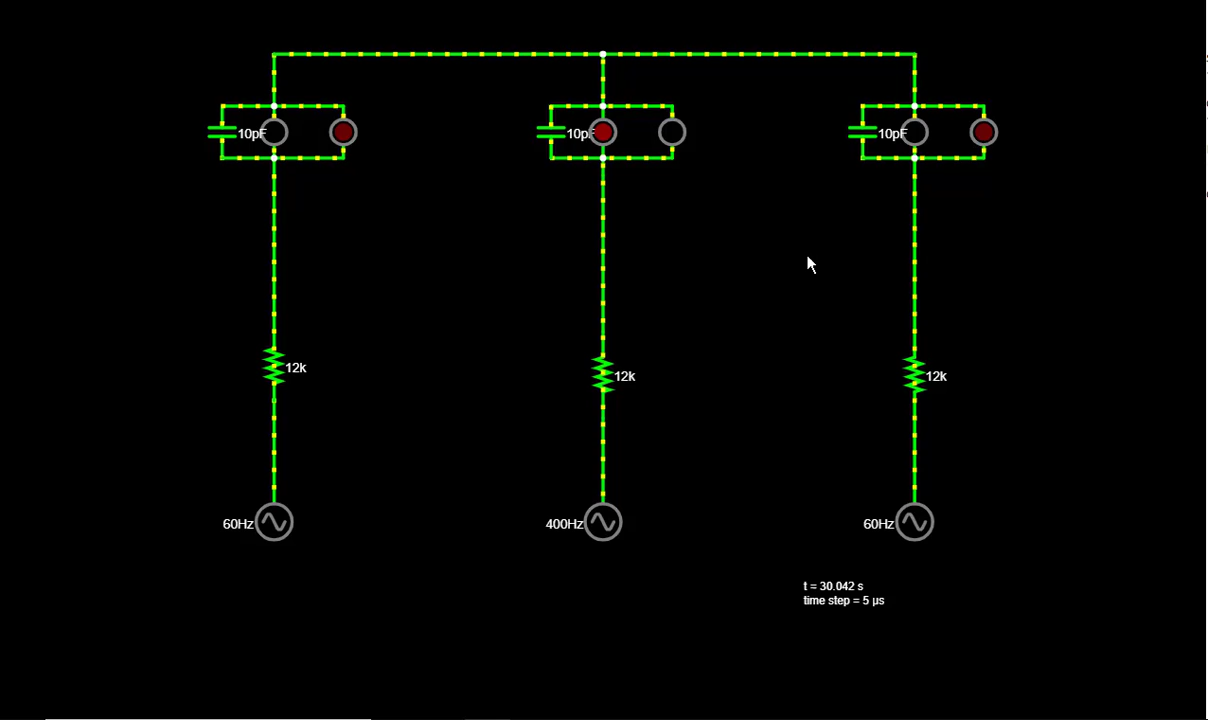 10pF
10pF
10pF
12k
12k
12k
60Hz
400Hz
60Hz
t = 30.042 s
time step = 5 µs